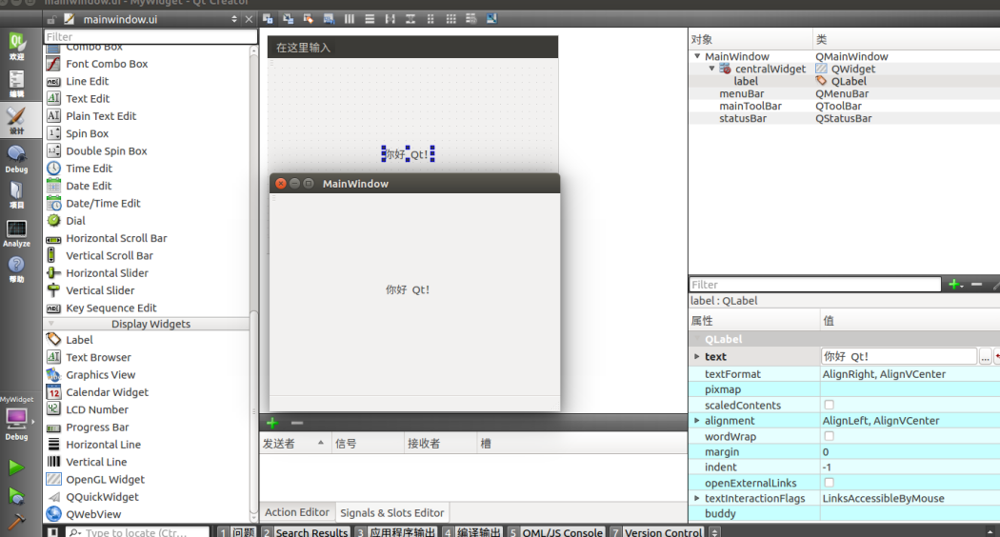 mainwindow.ui - MyWidget - Qt Creator
mainwindow.ui
Filter
欢迎
编辑
设计
Debug
项目
Analyze
帮助
MyWidget
Debug
Combo Box
Font Combo Box
Line Edit
Text Edit
Plain Text Edit
Spin Box
Double Spin Box
Time Edit
Date Edit
Date/Time Edit
Dial
Horizontal Scroll Bar
Vertical Scroll Bar
Horizontal Slider
Vertical Slider
Key Sequence Edit
Display Widgets
Label
Text Browser
Graphics View
Calendar Widget
LCD Number
Progress Bar
Horizontal Line
Vertical Line
OpenGL Widget
QQuickWidget
QWebView
在这里输入
你好 Qt!
MainWindow
你好 Qt!
发送者 信号 接收者 槽
Action Editor Signals & Slots Editor
对象 类
MainWindow QMainWindow
centralWidget QWidget
label QLabel
menuBar QMenuBar
mainToolBar QToolBar
statusBar QStatusBar
Filter
label : QLabel
属性 值
QLabel
text 你好 Qt! ...
textFormat AlignRight, AlignVCenter
pixmap
scaledContents
alignment AlignLeft, AlignVCenter
wordWrap
margin 0
indent -1
openExternalLinks
textInteractionFlags LinksAccessibleByMouse
buddy
Type to locate (Ctr... 1 问题 2 Search Results 3 应用程序输出 4 编译输出 5 QML/JS Console 7 Version Control